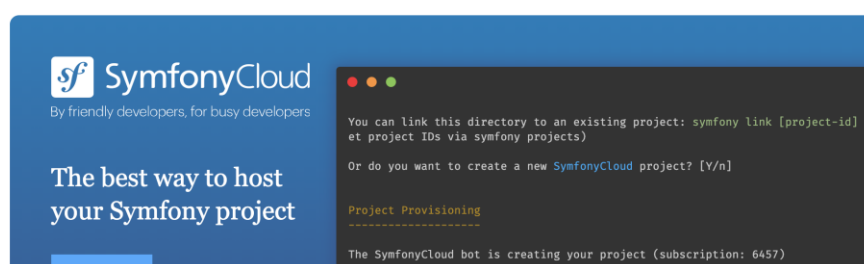 sf SymfonyCloud
By friendly developers, for busy developers
The best way to host
your Symfony project
You can link this directory to an existing project: symfony link [project-id]
et project IDs via symfony projects)
Or do you want to create a new SymfonyCloud project? [Y/n]
Project Provisioning
--------------------
The SymfonyCloud bot is creating your project (subscription: 6457)